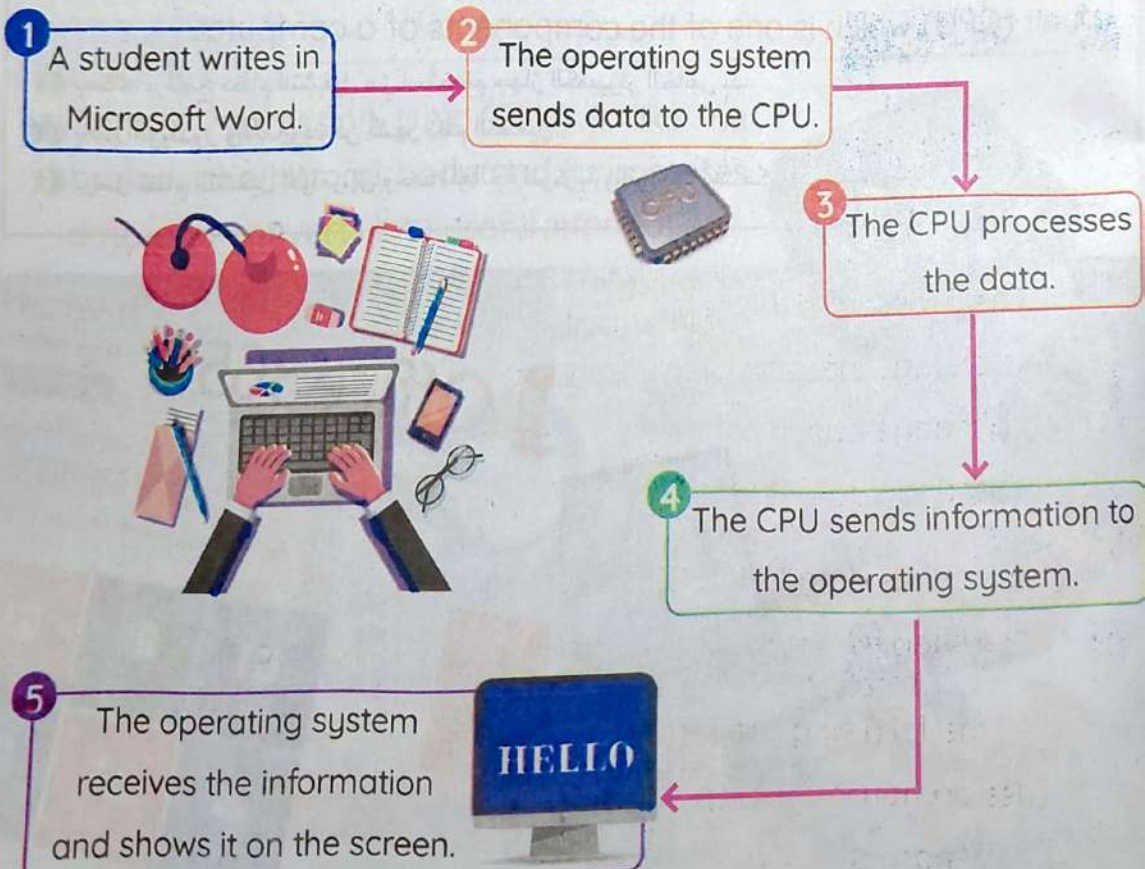 1
A student writes in
Microsoft Word.
2
The operating system
sends data to the CPU.
CPU
3
The CPU processes
the data.
4
The CPU sends information to
the operating system.
5
The operating system
receives the information
and shows it on the screen.
HELLO